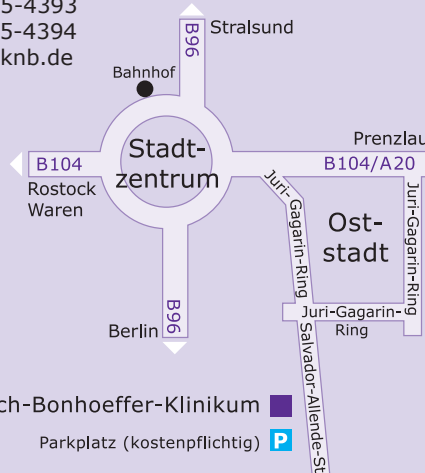 5-4393
5-4394
knb.de
Stralsund
B96
Bahnhof
Stadt-
zentrum
B104
Rostock
Waren
Prenzlau
B104/A20
Juri- Gagarin-Ring
Ost-
stadt
Juri-Gagarin-Ring
Juri-Gagarin-
Ring
Berlin
B96
Salvador-Allende-St
ch-Bonhoeffer-Klinikum
Parkplatz (kostenpflichtig) P